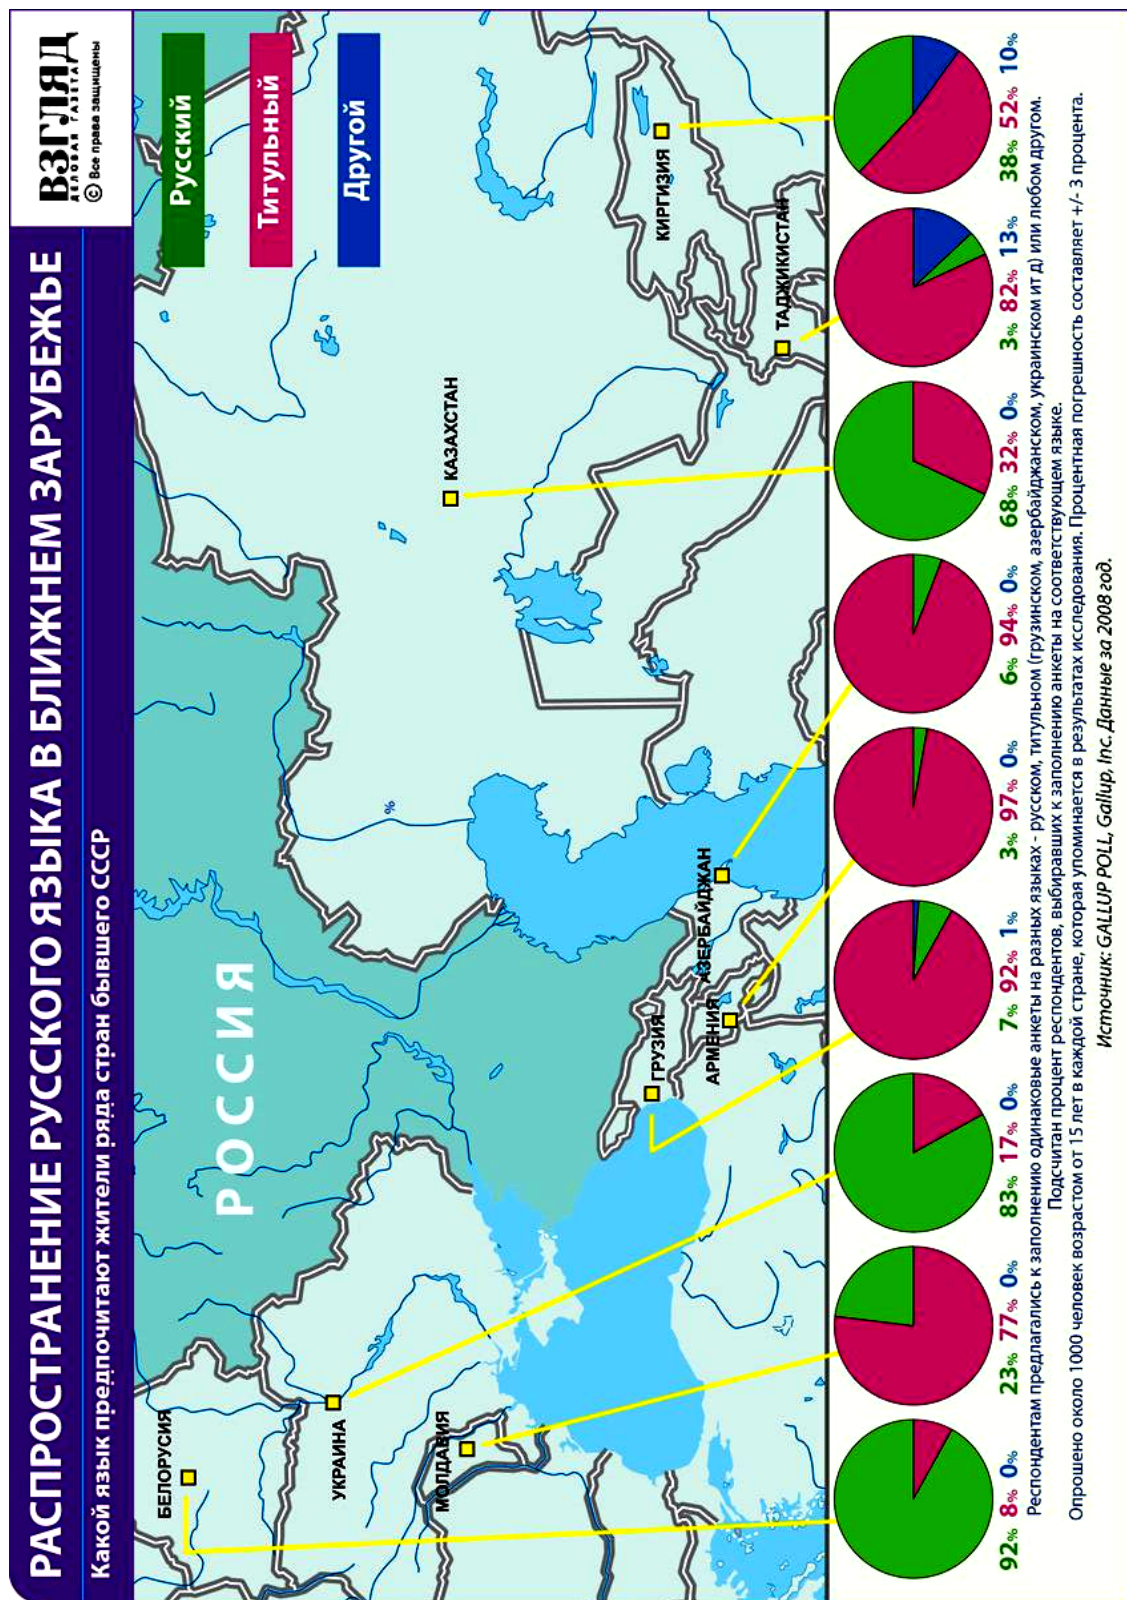 РАСПРОСТРАНЕНИЕ РУССКОГО ЯЗЫКА В БЛИЖНЕМ ЗАРУБЕЖЬЕ
Какой язык предпочитают жители ряда стран бывшего СССР
ВЗГЛЯД
ДЕЛОВАЯ ГАЗЕТА
© Все права защищены
Русский
Титульный
Другой
РОССИЯ
БЕЛОРУСИЯ
УКРАИНА
МОЛДАВИЯ
ГРУЗИЯ
АРМЕНИЯ
АЗЕРБАЙДЖАН
КАЗАХСТАН
ТАДЖИКИСТАН
КИРГИЗИЯ
%
92% 8% 0%
23% 77% 0%
83% 17% 0%
7% 92% 1%
3% 97% 0%
6% 94% 0%
68% 32% 0%
3% 82% 13%
38% 52% 10%
Респондентам предлагались к заполнению одинаковые анкеты на разных языках - русском, титульном (грузинском, азербайджанском, украинском ит д) или любом другом.
Подсчитан процент респондентов, выбиравших к заполнению анкеты на соответствующем языке.
Опрошено около 1000 человек возрастом от 15 лет в каждой стране, которая упоминается в результатах исследования. Процентная погрешность составляет +/- 3 процента.
Источник: GALLUP POLL, Gallup, Inc. Данные за 2008 год.